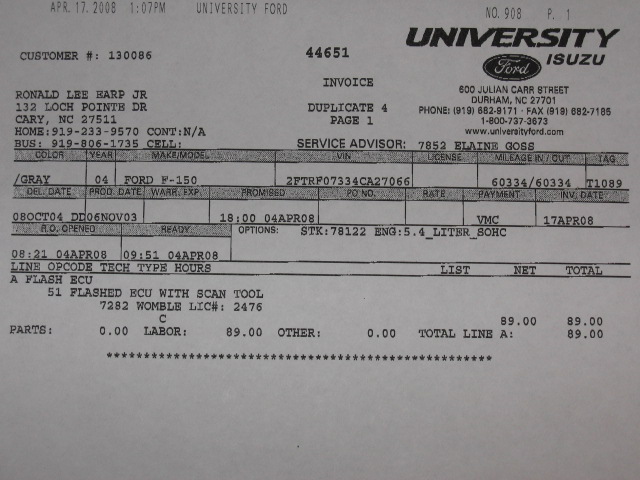 APR. 17. 2008 1:07PM UNIVERSITY FORD NO. 908 P. 1
CUSTOMER #: 130086 44651
UNIVERSITY
Ford ISUZU
INVOICE
600 JULIAN CARR STREET
DURHAM, NC 27701
PHONE: (919) 682-9171 · FAX (919) 682-7185
1-800-737-3673
www.universityford.com
RONALD LEE EARP JR
132 LOCH POINTE DR DUPLICATE 4
CARY, NC 27511 PAGE 1
HOME:919-233-9570 CONT:N/A
BUS: 919-806-1735 CELL: SERVICE ADVISOR: 7852 ELAINE GOSS
COLOR YEAR MAKE/MODEL VIN LICENSE MILEAGE IN / OUT TAG
/GRAY 04 FORD F-150 2FTRF07334CA27066 60334/60334 T1089
DEL. DATE PROD. DATE WARR. EXP. PROMISED PO NO. RATE PAYMENT INV. DATE
08OCT04 DD06NOV03 18:00 04APR08 VMC 17APR08
R.O. OPENED READY OPTIONS: STK:78122 ENG:5.4_LITER_SOHC
08:21 04APR08 09:51 04APR08
LINE OPCODE TECH TYPE HOURS LIST NET TOTAL
A FLASH ECU
51 FLASHED ECU WITH SCAN TOOL
7282 WOMBLE LIC#: 2476
C 89.00 89.00
PARTS: 0.00 LABOR: 89.00 OTHER: 0.00 TOTAL LINE A: 89.00
****************************************************